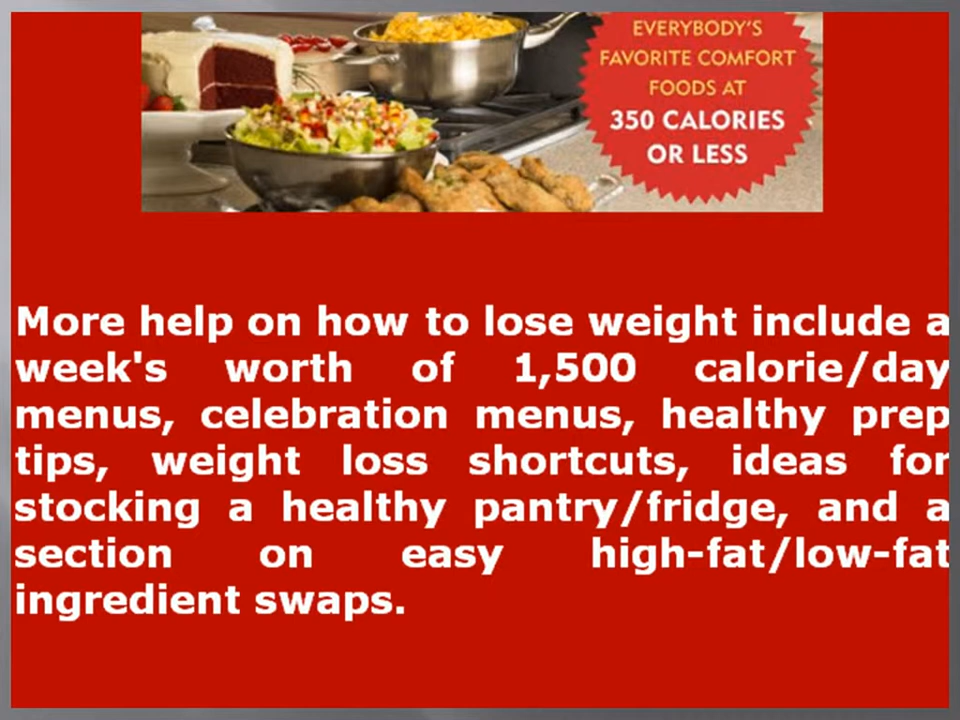 EVERYBODY'S
FAVORITE COMFORT
FOODS AT
350 CALORIES
OR LESS
More help on how to lose weight include a
week's worth of 1,500 calorie/day
menus, celebration menus, healthy prep
tips, weight loss shortcuts, ideas for
stocking a healthy pantry/fridge, and a
section on easy high-fat/low-fat
ingredient swaps.